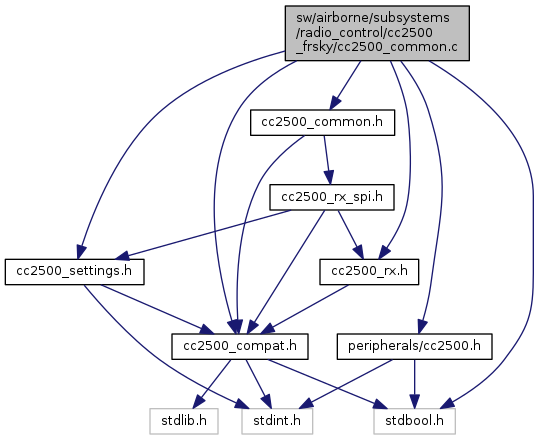 sw/airborne/subsystems
/radio_control/cc2500
_frsky/cc2500_common.c
cc2500_common.h
cc2500_rx_spi.h
cc2500_settings.h
cc2500_rx.h
cc2500_compat.h
peripherals/cc2500.h
stdlib.h
stdint.h
stdbool.h